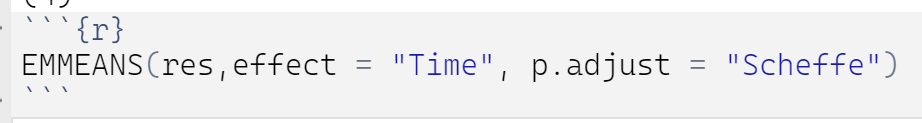 ```{r}
EMMEANS(res,effect = "Time", p.adjust = "Scheffe")
```